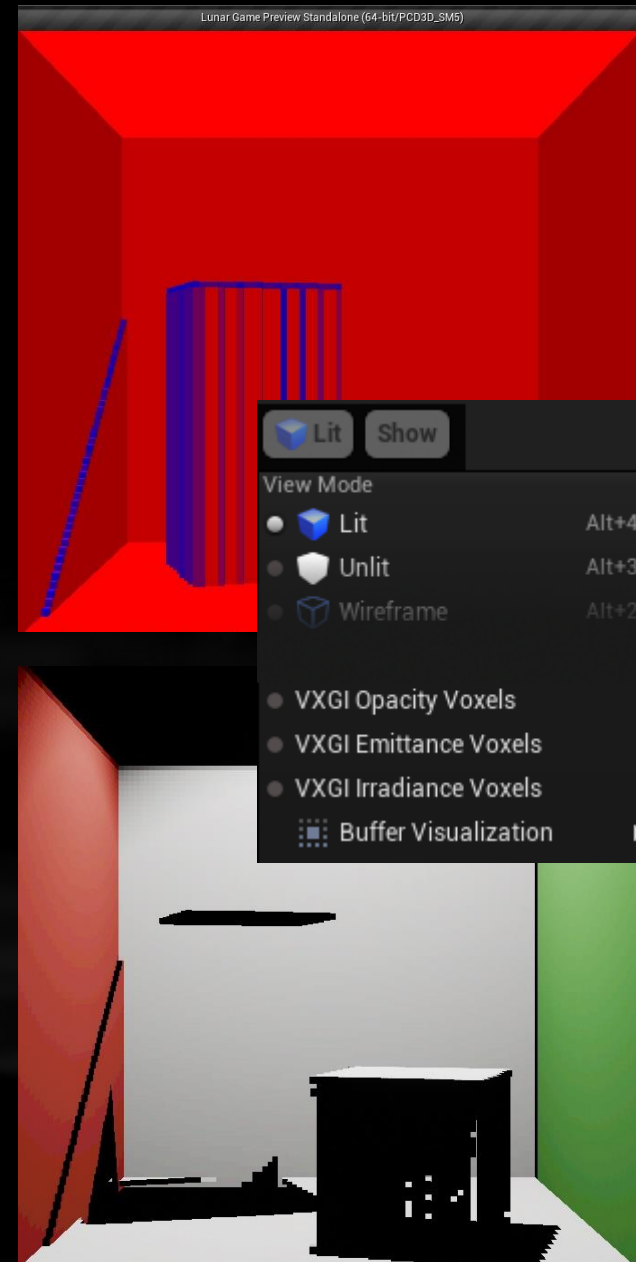 Lunar Game Preview Standalone (64-bit/PCD3D_SM5)
Lit Show
View Mode
Lit Alt+4
Unlit Alt+3
Wireframe Alt+2
VXGI Opacity Voxels
VXGI Emittance Voxels
VXGI Irradiance Voxels
Buffer Visualization